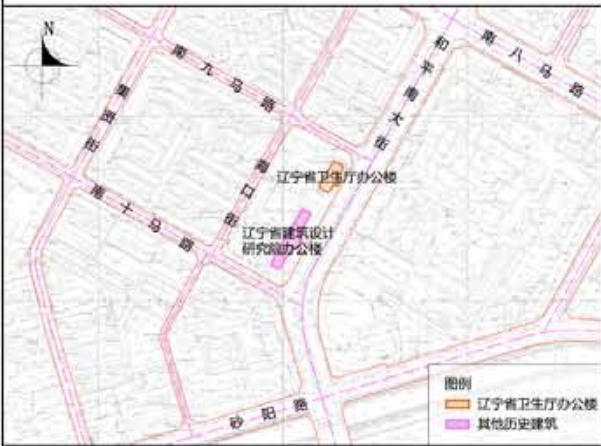 N
南九马路
南八马路
和平南大街
集贤街
海口街
辽宁省卫生厅办公楼
南十马路
辽宁省建筑设计
研究院办公楼
砂阳路
图例
辽宁省卫生厅办公楼
其他历史建筑